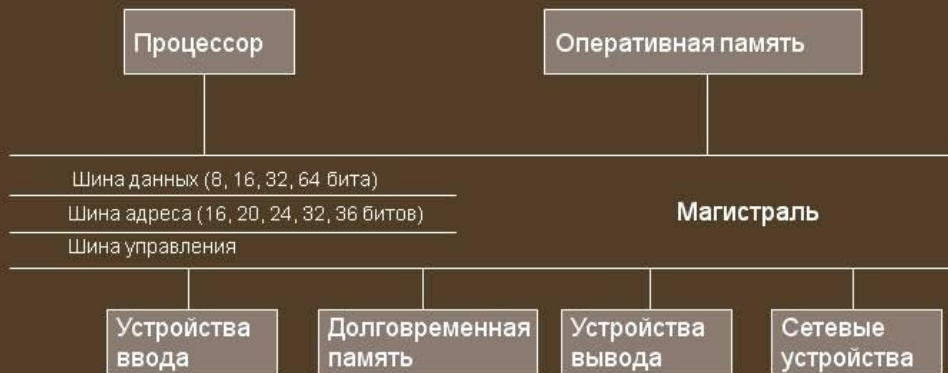 Процессор
Оперативная память
Шина данных (8, 16, 32, 64 бита)
Шина адреса (16, 20, 24, 32, 36 битов)
Шина управления
Магистраль
Устройства
ввода
Долговременная
память
Устройства
вывода
Сетевые
устройства